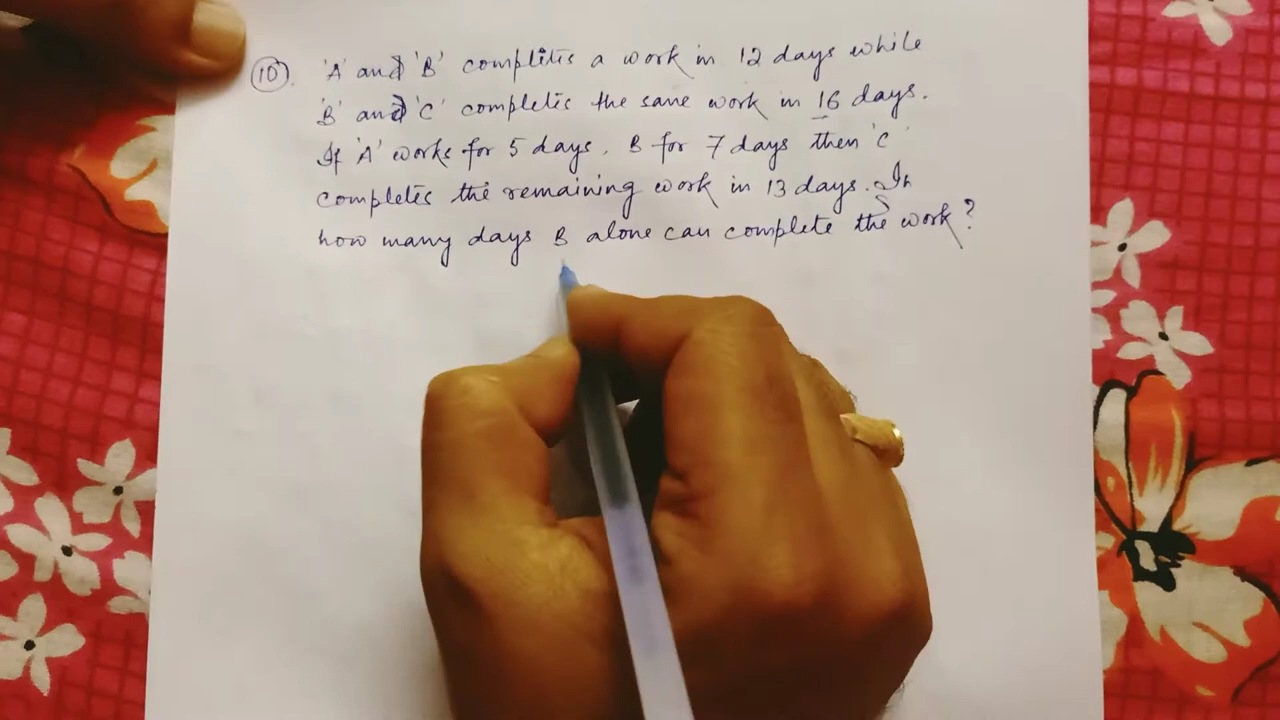 10. 'A' and 'B' completes a work in 12 days while
'B' and 'C' completes the same work in 16 days.
If 'A' works for 5 days, B for 7 days then 'C'
completes the remaining work in 13 days. In
how many days B alone can complete the work?